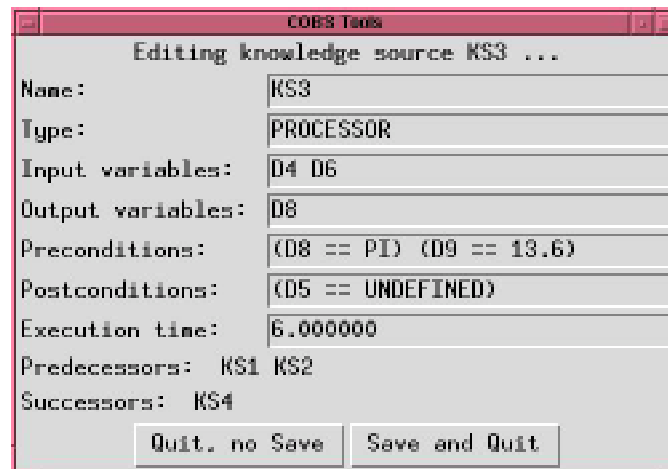 COBS Tools
Editing knowledge source KS3 ...
Name: KS3
Type: PROCESSOR
Input variables: D4 D6
Output variables: D8
Preconditions: (D8 == PI) (D9 == 13.6)
Postconditions: (D5 == UNDEFINED)
Execution time: 6.000000
Predecessors: KS1 KS2
Successors: KS4
Quit, no Save Save and Quit